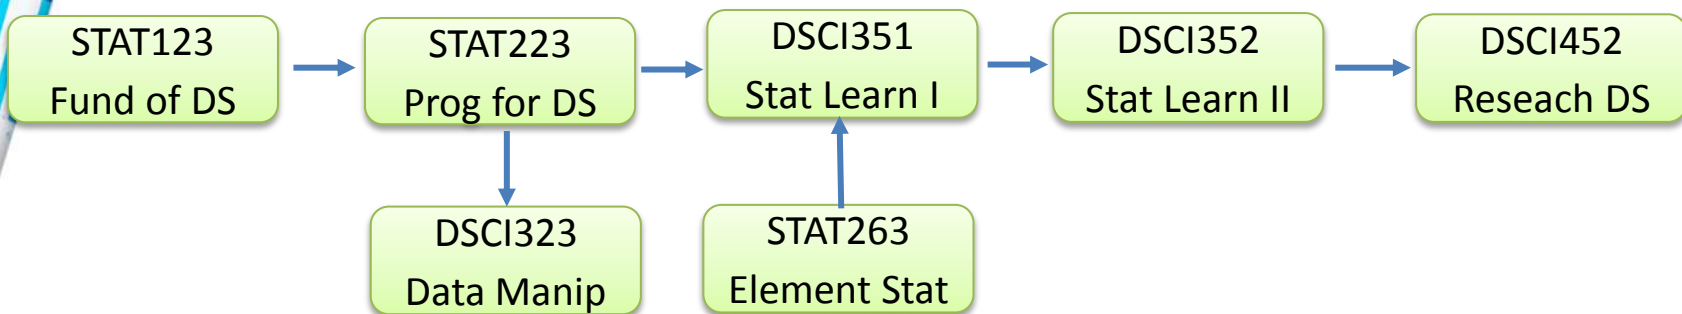 STAT123
Fund of DS
STAT223
Prog for DS
DSCI351
Stat Learn I
DSCI352
Stat Learn II
DSCI452
Reseach DS
DSCI323
Data Manip
STAT263
Element Stat